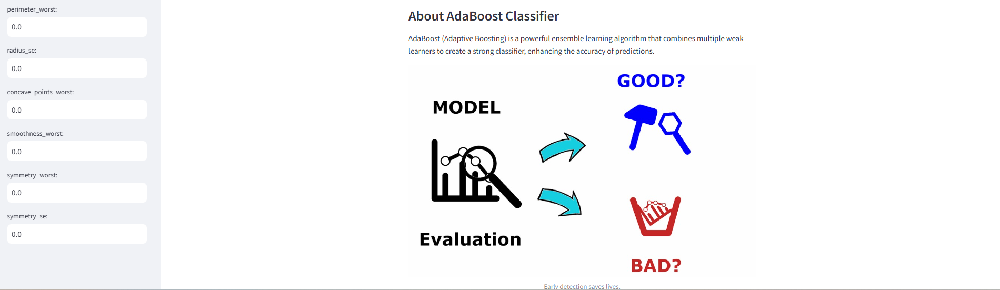 perimeter_worst:
0.0
radius_se:
0.0
concave_points_worst:
0.0
smoothness_worst:
0.0
symmetry_worst:
0.0
symmetry_se:
0.0
About AdaBoost Classifier
AdaBoost (Adaptive Boosting) is a powerful ensemble learning algorithm that combines multiple weak
learners to create a strong classifier, enhancing the accuracy of predictions.
MODEL
Evaluation
GOOD?
BAD?
Early detection saves lives.